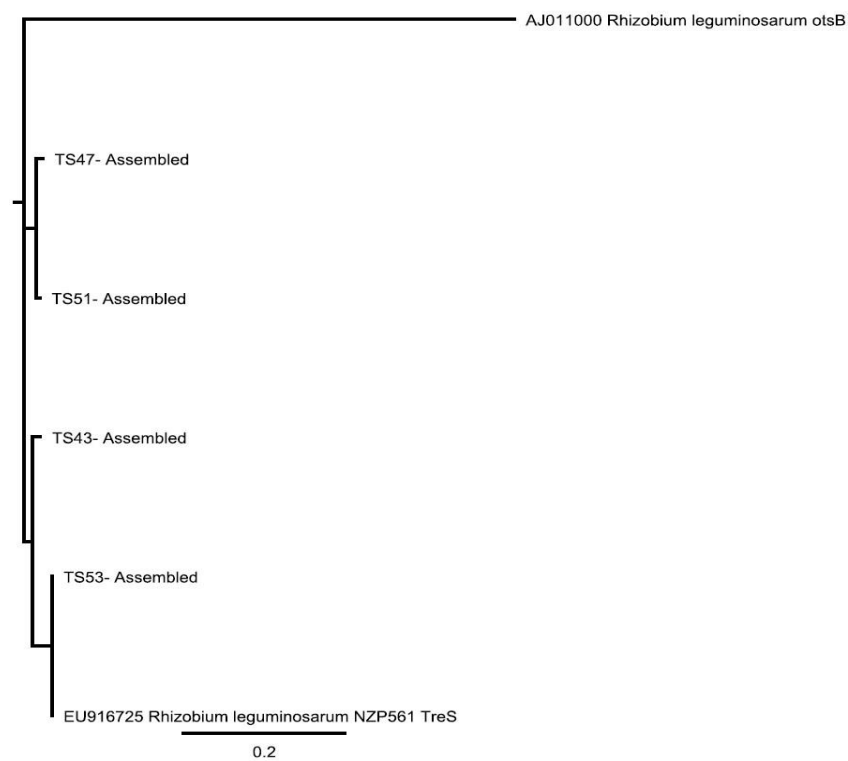 AJ011000 Rhizobium leguminosarum otsB
TS47- Assembled
TS51- Assembled
TS43- Assembled
TS53- Assembled
EU916725 Rhizobium leguminosarum NZP561 TreS
0.2